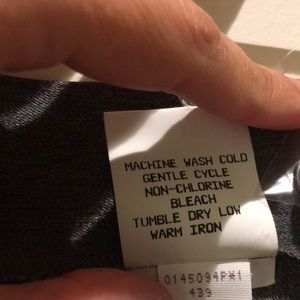 MACHINE WASH COLD
GENTLE CYCLE
NON-CHLORINE
BLEACH
TUMBLE DRY LOW
WARM IRON
0145094PX1
439